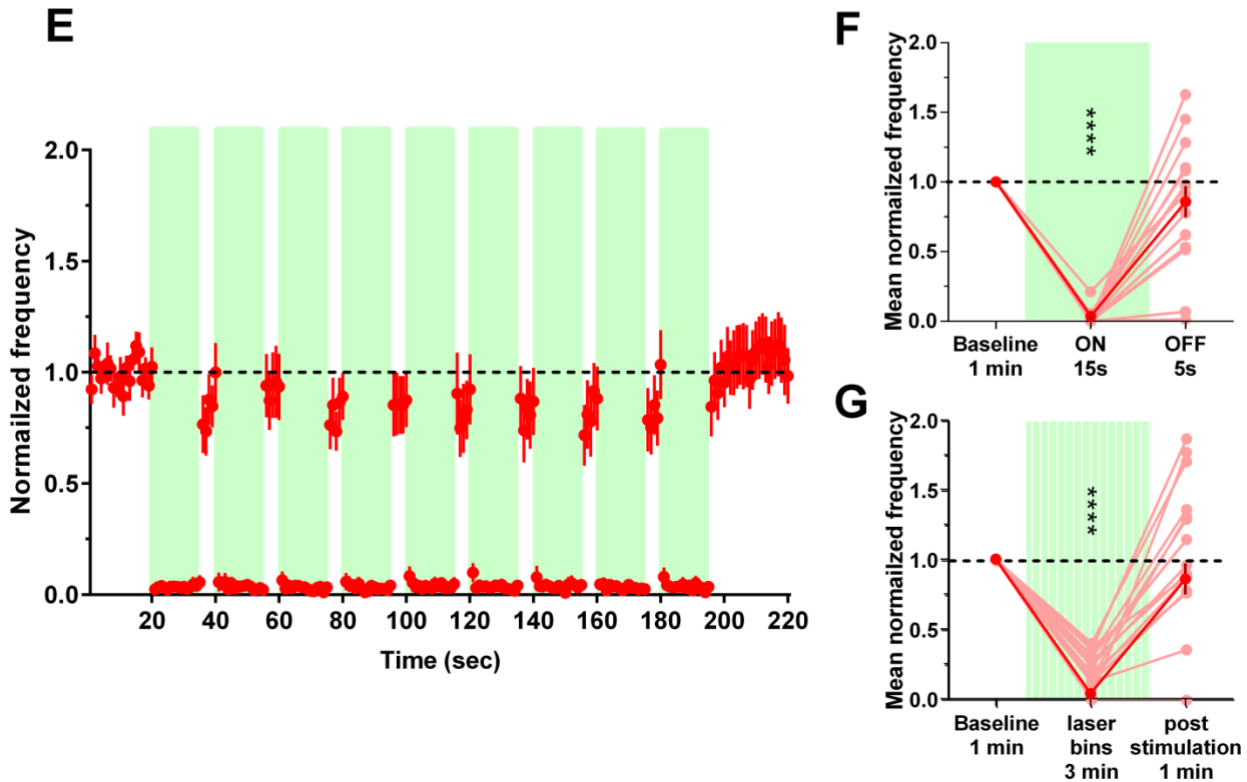 E
Normalized frequency
2.0
1.5
1.0
0.5
0.0
20 40 60 80 100 120 140 160 180 200 220
Time (sec)
F
Mean normailzed frequency
2.0
1.5
1.0
0.5
0.0
****
Baseline
1 min
ON
15s
OFF
5s
G
Mean normailzed frequency
2.0
1.5
1.0
0.5
0.0
****
Baseline
1 min
laser
bins
3 min
post
stimulation
1 min